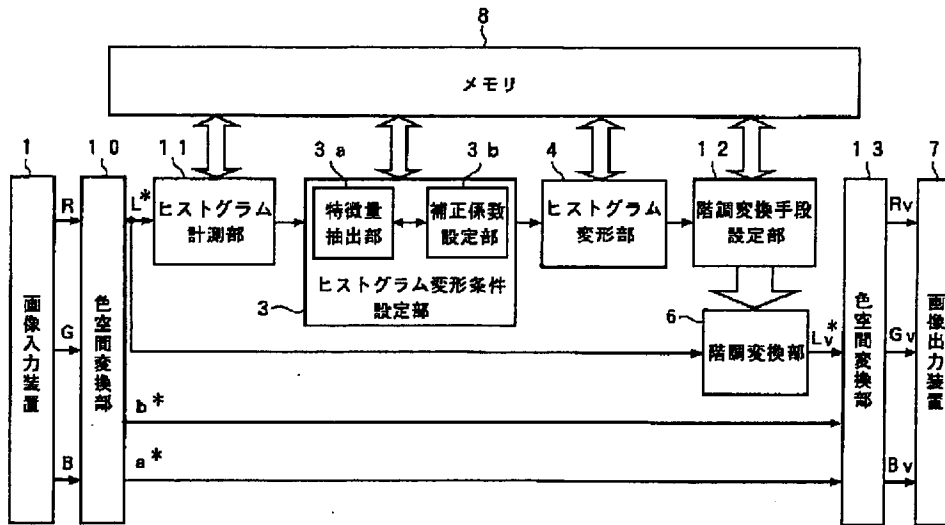 8
メモリ
1
10
11
3a
3b
4
12
13
7
R
L*
ヒストグラム
計測部
特徴量
抽出部
補正係数
設定部
ヒストグラム変形条件
設定部
3
ヒストグラム
変形部
階調変換手段
設定部
Rv
画像入力装置
色空間変換部
G
6
階調変換部
Lv*
色空間変換部
Gv
画像出力装置
b*
B
a*
Bv